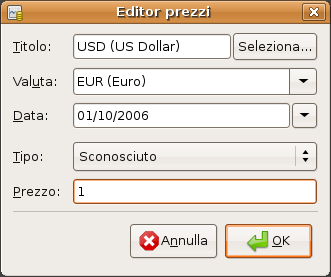 Editor prezzi
Titolo: USD (US Dollar) Seleziona...
Valuta: EUR (Euro)
Data: 01/10/2006
Tipo: Sconosciuto
Prezzo: 1
Annulla OK